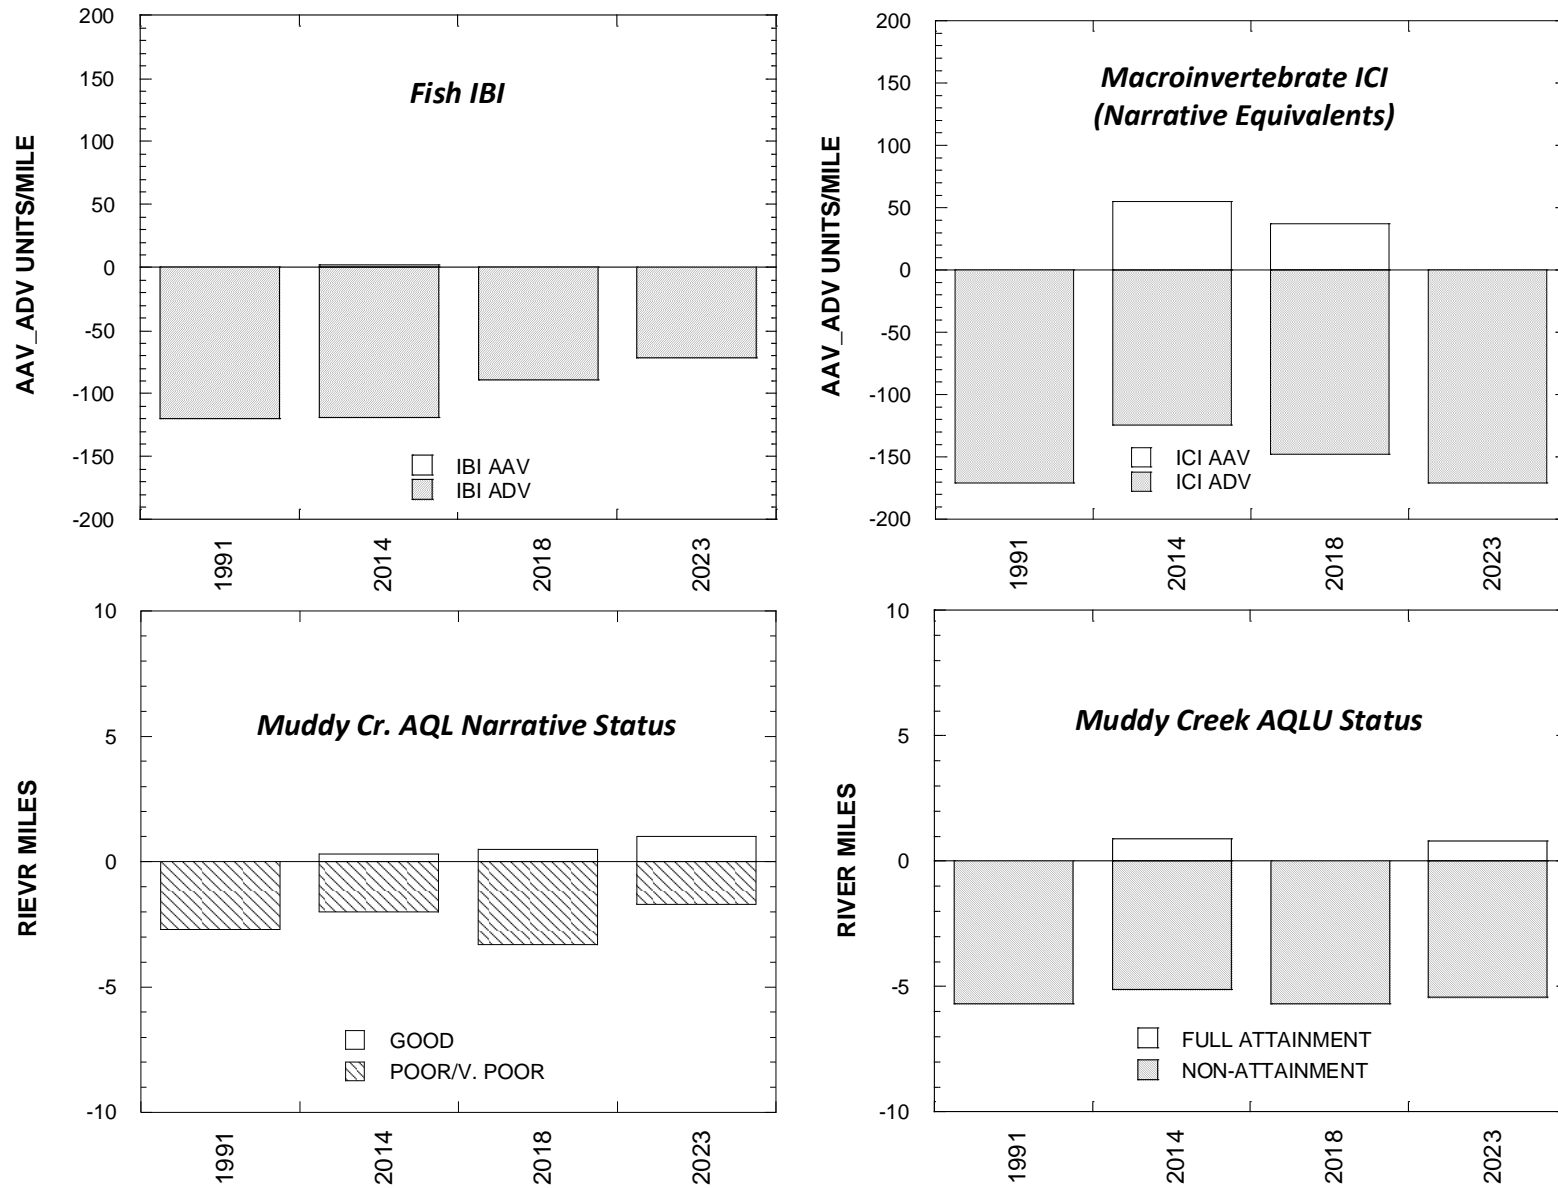 Fish IBI
AAV_ADV UNITS/MILE
200
150
100
50
0
-50
-100
-150
-200
IBI AAV
IBI ADV
1991
2014
2018
2023
Macroinvertebrate ICI
(Narrative Equivalents)
AAV_ADV UNITS/MILE
200
150
100
50
0
-50
-100
-150
-200
ICI AAV
ICI ADV
1991
2014
2018
2023
Muddy Cr. AQL Narrative Status
RIEVR MILES
10
5
0
-5
-10
GOOD
POOR/V. POOR
1991
2014
2018
2023
Muddy Creek AQLU Status
RIVER MILES
10
5
0
-5
-10
FULL ATTAINMENT
NON-ATTAINMENT
1991
2014
2018
2023